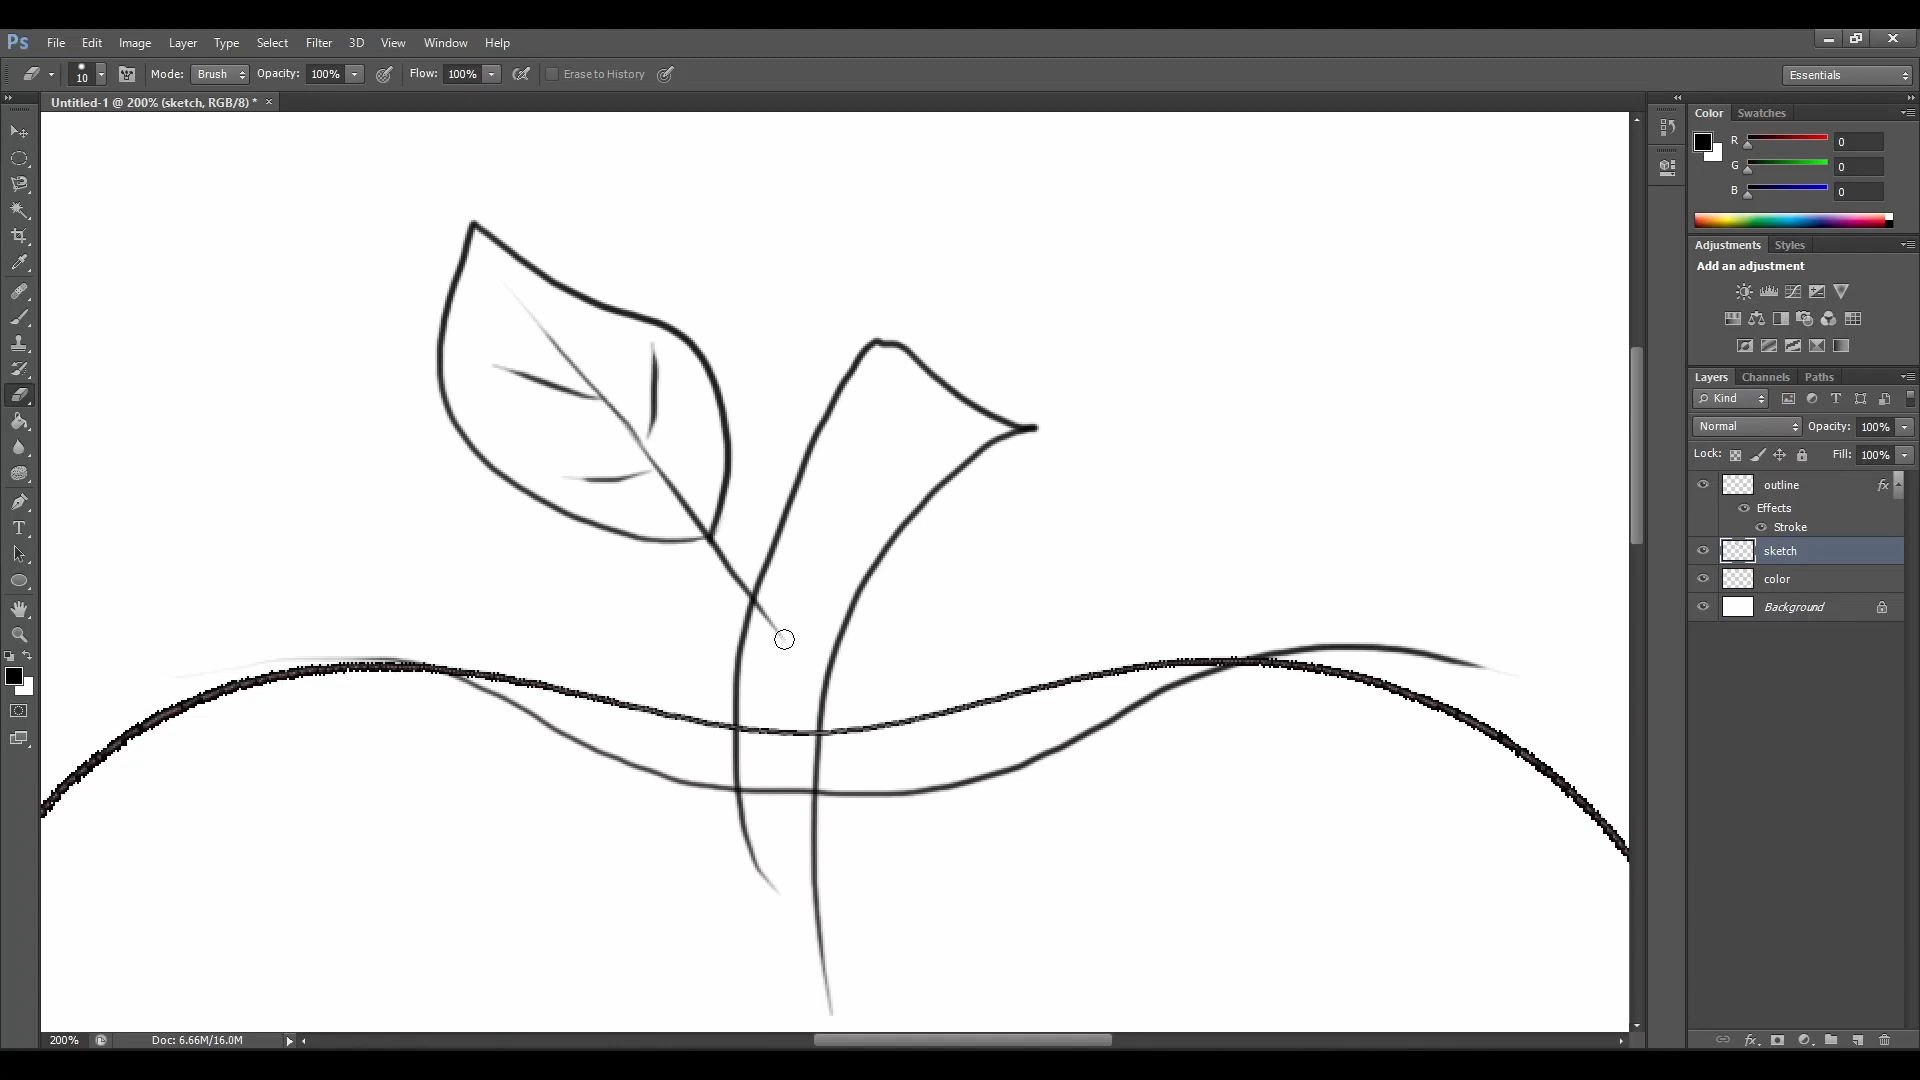 Ps File Edit Image Layer Type Select Filter 3D View Window Help
10 Mode: Brush Opacity: 100% Flow: 100% Erase to History Essentials
Untitled-1 @ 200% (sketch, RGB/8) * ×
Color Swatches
R 0
G 0
B 0
Adjustments Styles
Add an adjustment
Layers Channels Paths
Kind
Normal Opacity: 100%
Lock: Fill: 100%
outline fx
Effects
Stroke
sketch
color
Background
200% Doc: 6.66M/16.0M